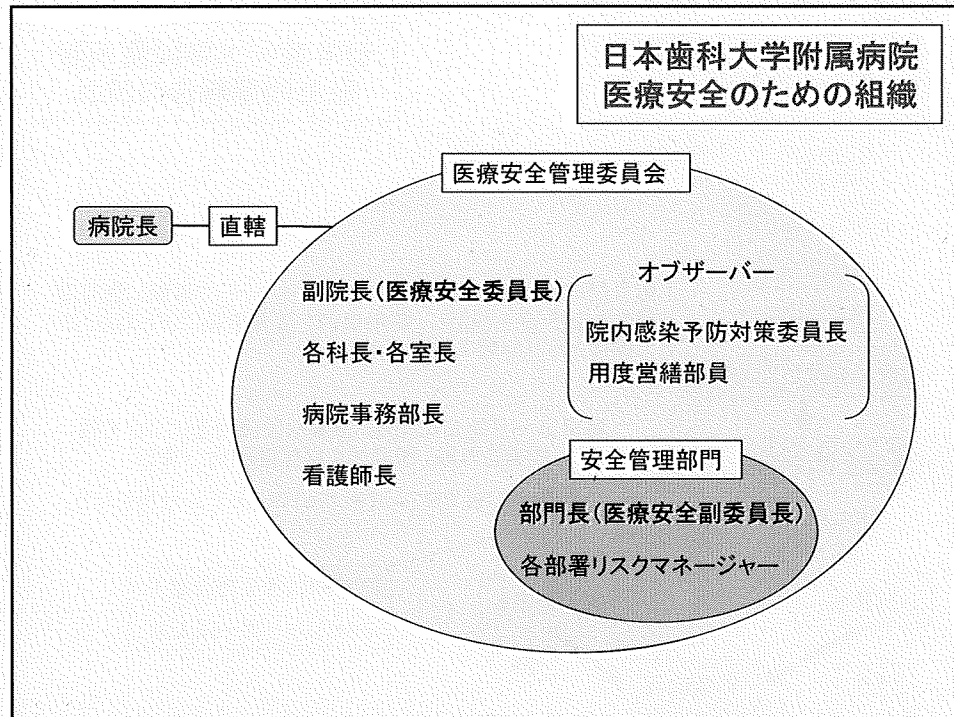 日本歯科大学附属病院
医療安全のための組織
医療安全管理委員会
病院長
直轄
オブザーバー
副院長(医療安全委員長)
院内感染予防対策委員長
各科長・各室長
用度営繕部員
病院事務部長
看護師長
安全管理部門
部門長(医療安全副委員長)
各部署リスクマネージャー